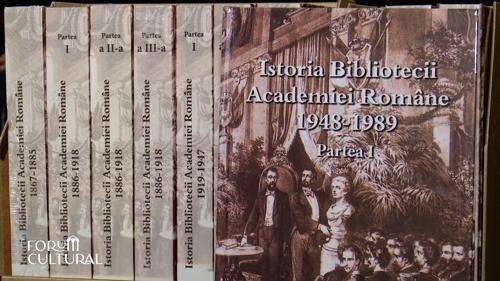 Istoria Bibliotecii Academiei Române
1867-1885
Partea
I
Istoria Bibliotecii Academiei Române
1886-1918
Partea
a II-a
Istoria Bibliotecii Academiei Române
1886-1918
Partea
a III-a
Istoria Bibliotecii Academiei Române
1886-1918
Partea
I
Istoria Bibliotecii Academiei Române
1919-1947
Istoria Bibliotecii
Academiei Române
1948-1989
Partea I
FORUM
CULTURAL